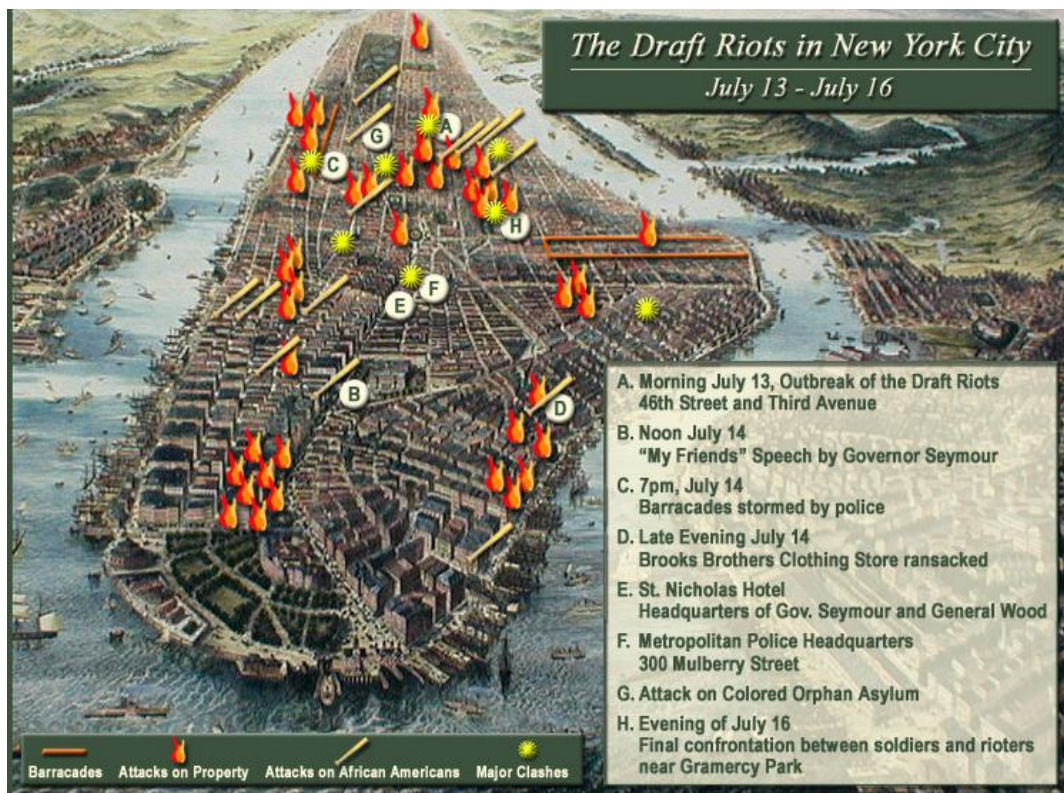 The Draft Riots in New York City
July 13 - July 16
A
G
C
H
F
E
B
D
A. Morning July 13, Outbreak of the Draft Riots
46th Street and Third Avenue
B. Noon July 14
“My Friends” Speech by Governor Seymour
C. 7pm, July 14
Barracades stormed by police
D. Late Evening July 14
Brooks Brothers Clothing Store ransacked
E. St. Nicholas Hotel
Headquarters of Gov. Seymour and General Wood
F. Metropolitan Police Headquarters
300 Mulberry Street
G. Attack on Colored Orphan Asylum
H. Evening of July 16
Final confrontation between soldiers and rioters
near Gramercy Park
Barracades Attacks on Property Attacks on African Americans Major Clashes